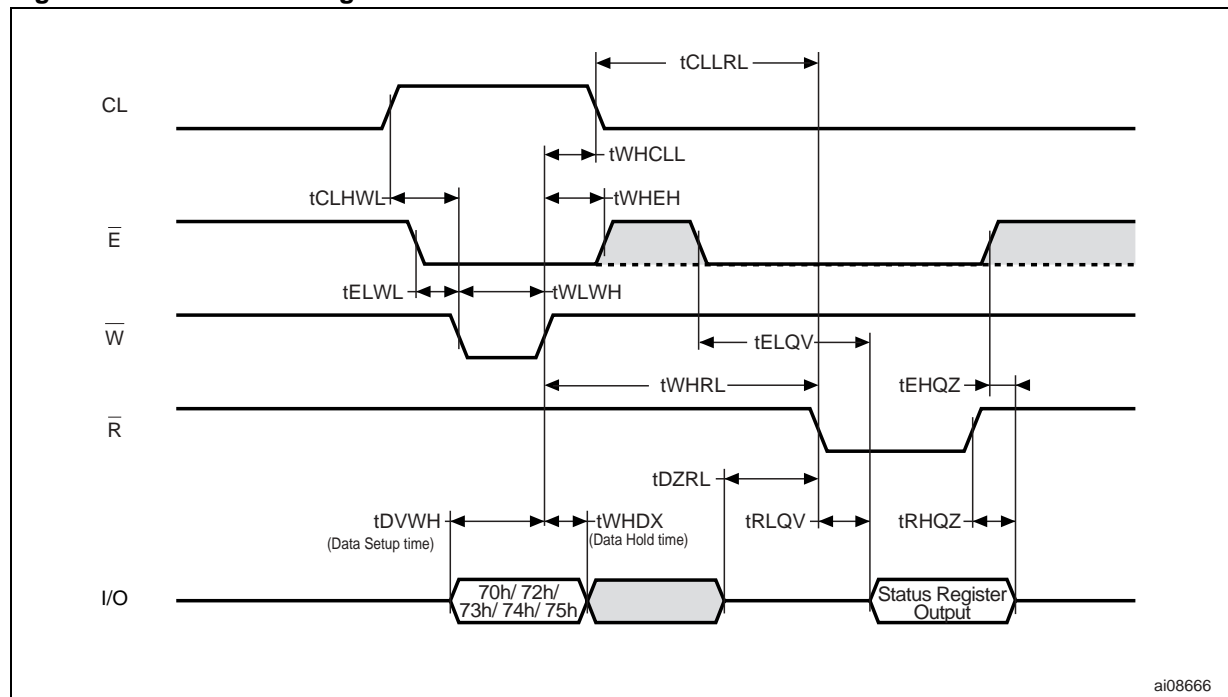 tCLLRL
CL
tWHCLL
tCLHWL
tWHEH
E
tELWL
tWLWH
W
tELQV
tWHRL
tEHQZ
R
tDZRL
tDVWH
(Data Setup time)
tWHDX
(Data Hold time)
tRLQV
tRHQZ
I/O
70h/ 72h/
73h/ 74h/ 75h
Status Register
Output
ai08666